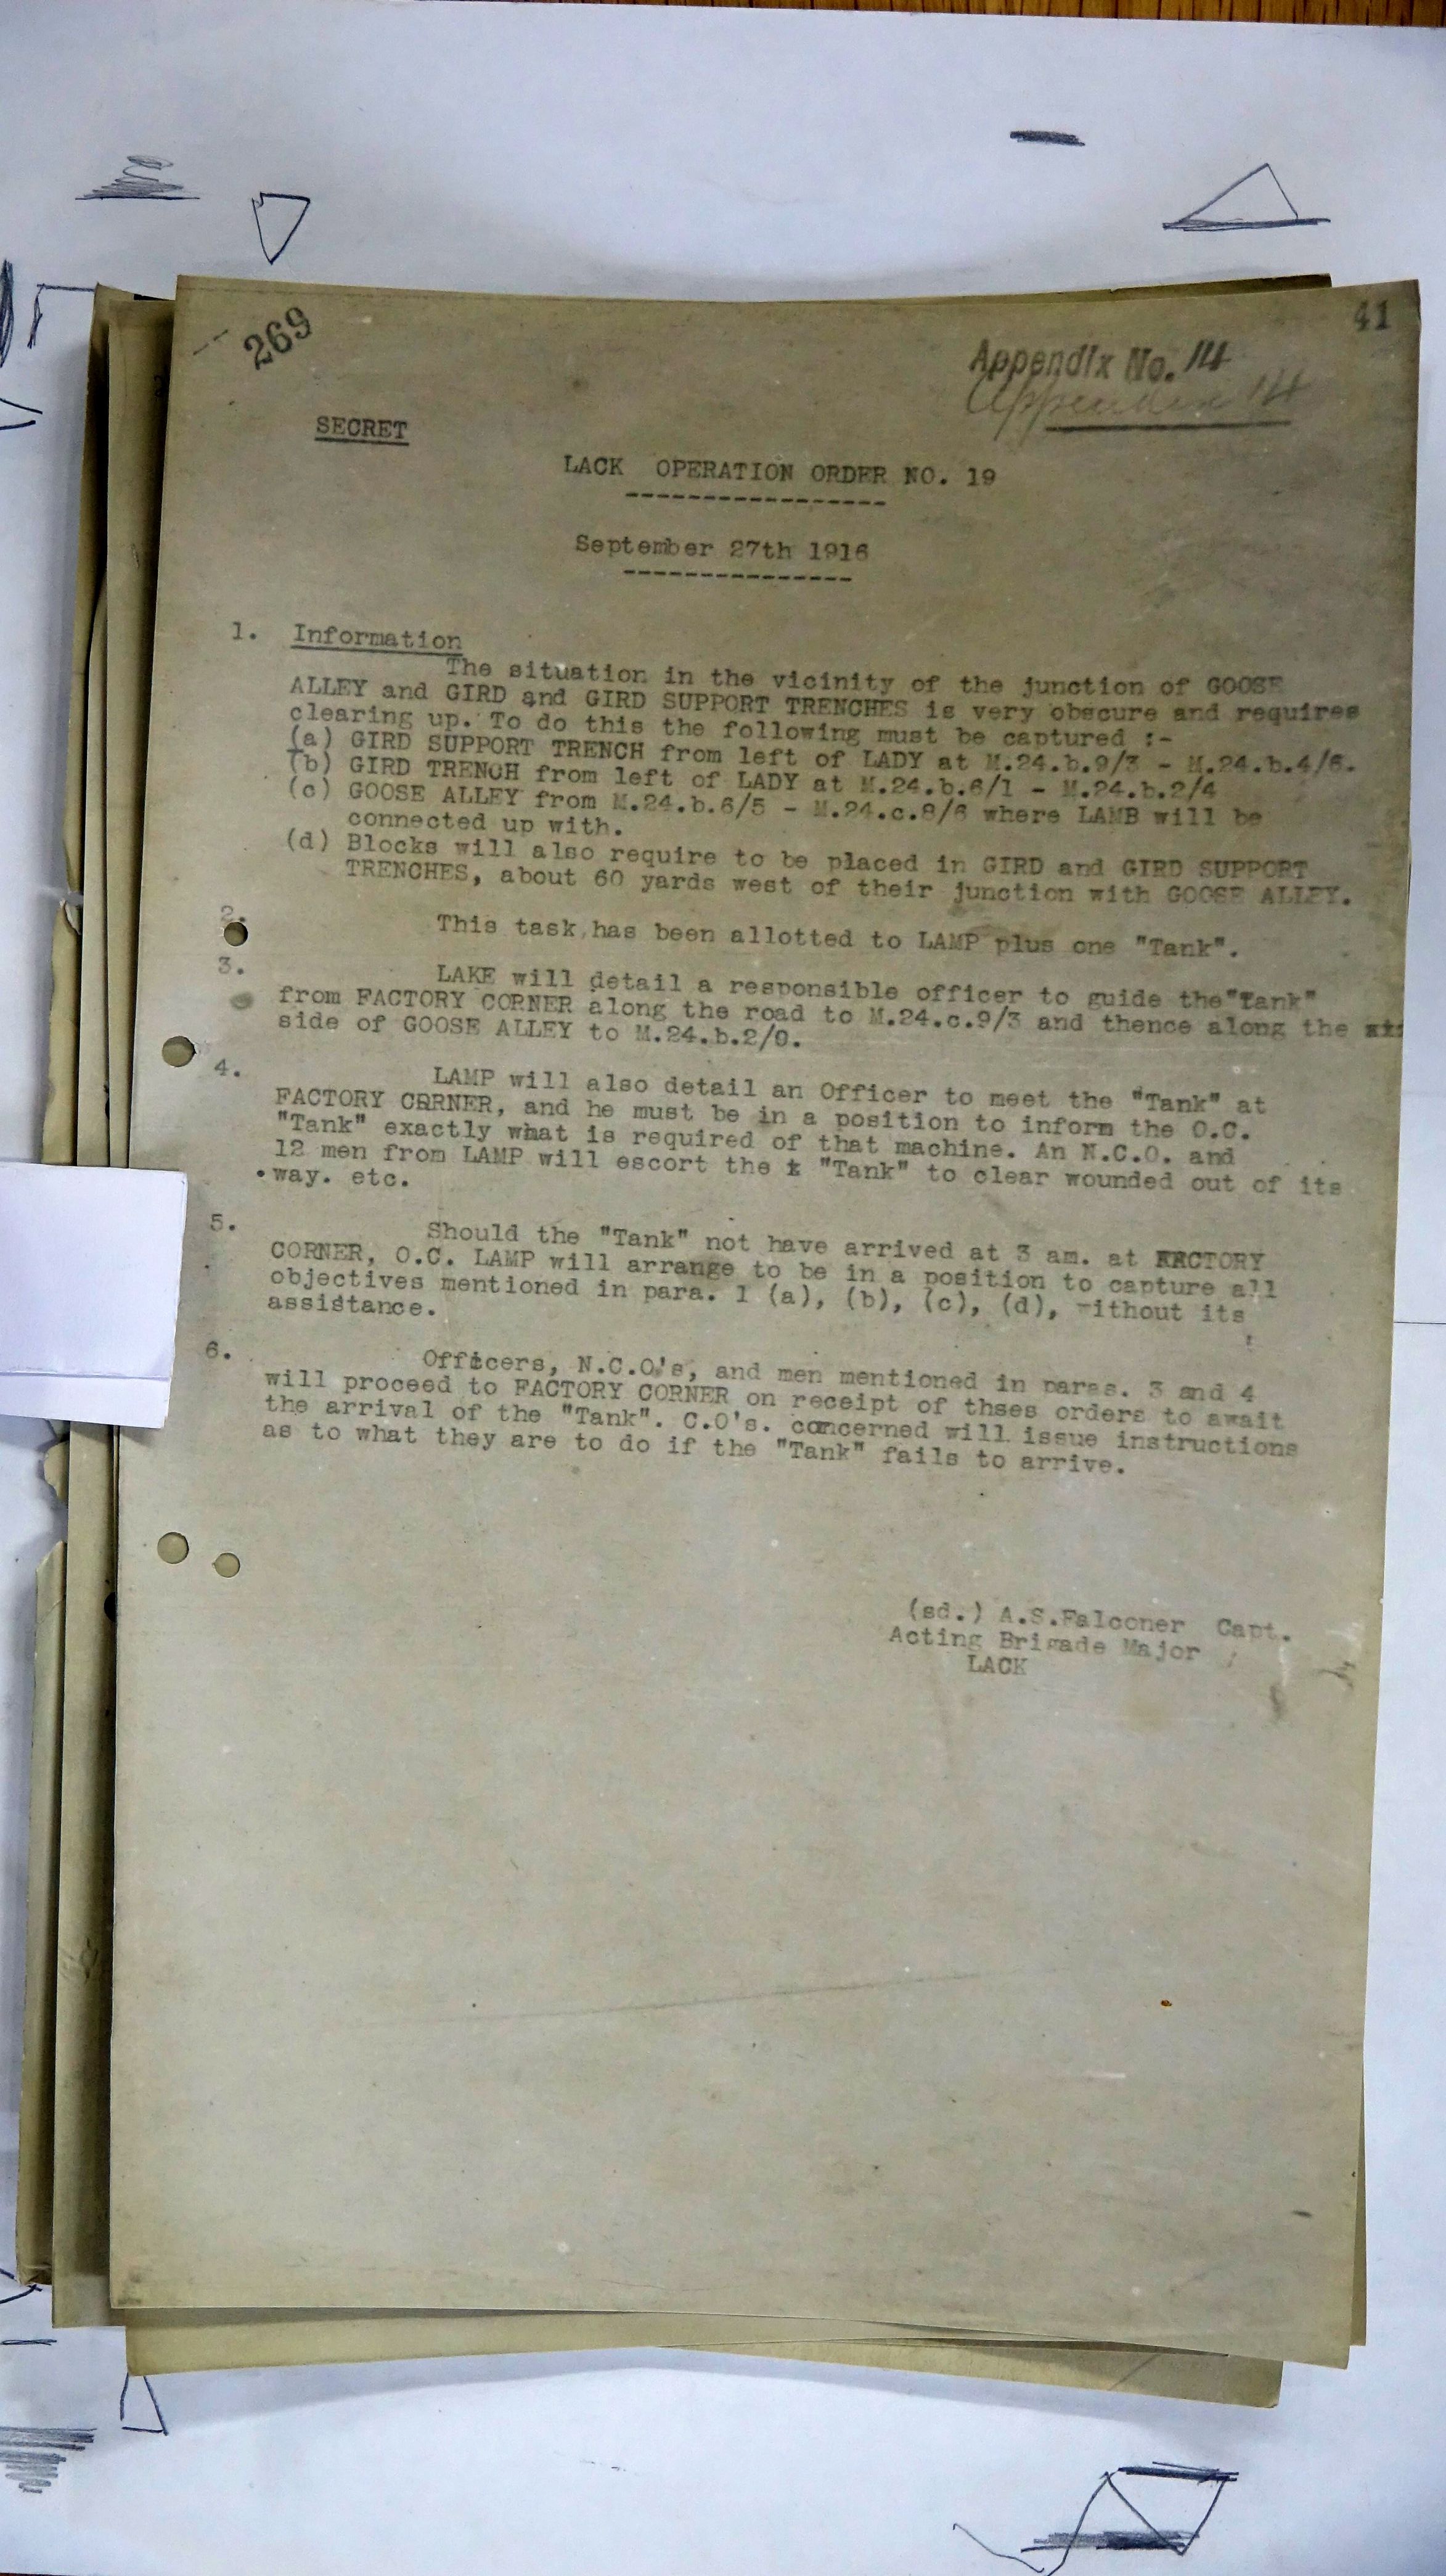 269
41
Appendix No. 14
Appendix 14
SECRET
LACK OPERATION ORDER NO. 19
-----------------
September 27th 1916
---------------
1. Information
The situation in the vicinity of the junction of GOOSE
ALLEY and GIRD and GIRD SUPPORT TRENCHES is very obscure and requires
clearing up. To do this the following must be captured :-
(a) GIRD SUPPORT TRENCH from left of LADY at M.24.b.9/3 - M.24.b.4/6.
(b) GIRD TRENCH from left of LADY at M.24.b.6/1 - M.24.b.2/4
(c) GOOSE ALLEY from M.24.b.6/5 - M.24.c.8/6 where LAMB will be
connected up with.
(d) Blocks will also require to be placed in GIRD and GIRD SUPPORT
TRENCHES, about 60 yards west of their junction with GOOSE ALLEY.
2. This task has been allotted to LAMP plus one "Tank".
3. LAKE will detail a responsible officer to guide the"Tank"
from FACTORY CORNER along the road to M.24.c.9/3 and thence along the
side of GOOSE ALLEY to M.24.b.2/0.
4. LAMP will also detail an Officer to meet the "Tank" at
FACTORY CORNER, and he must be in a position to inform the O.C.
"Tank" exactly what is required of that machine. An N.C.O. and
12 men from LAMP will escort the t "Tank" to clear wounded out of its
way. etc.
5. Should the "Tank" not have arrived at 3 am. at FACTORY
CORNER, O.C. LAMP will arrange to be in a position to capture all
objectives mentioned in para. 1 (a), (b), (c), (d), without its
assistance.
6. Officers, N.C.O's, and men mentioned in paras. 3 and 4
will proceed to FACTORY CORNER on receipt of thses orders to await
the arrival of the "Tank". C.O's. concerned will issue instructions
as to what they are to do if the "Tank" fails to arrive.
(sd.) A.S.Falconer Capt.
Acting Brigade Major
LACK